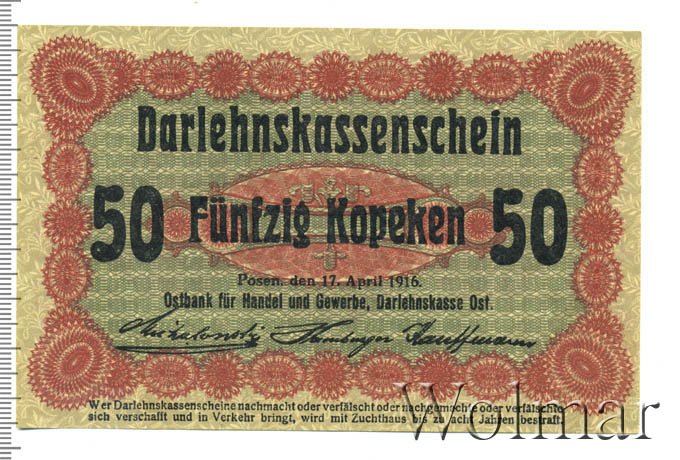 Darlehnskassenschein
50 Fünfzig Kopeken 50
Posen, den 17. April 1916.
Ostbank für Handel und Gewerbe, Darlehnskasse Ost.
Hamburger Kauffmann
Wer Darlehnskassenscheine nachmacht oder verfälscht oder nachgemachte oder verfälschte
sich verschafft und in Verkehr bringt, wird mit Zuchthaus bis zu acht Jahren bestraft.
Wolmar